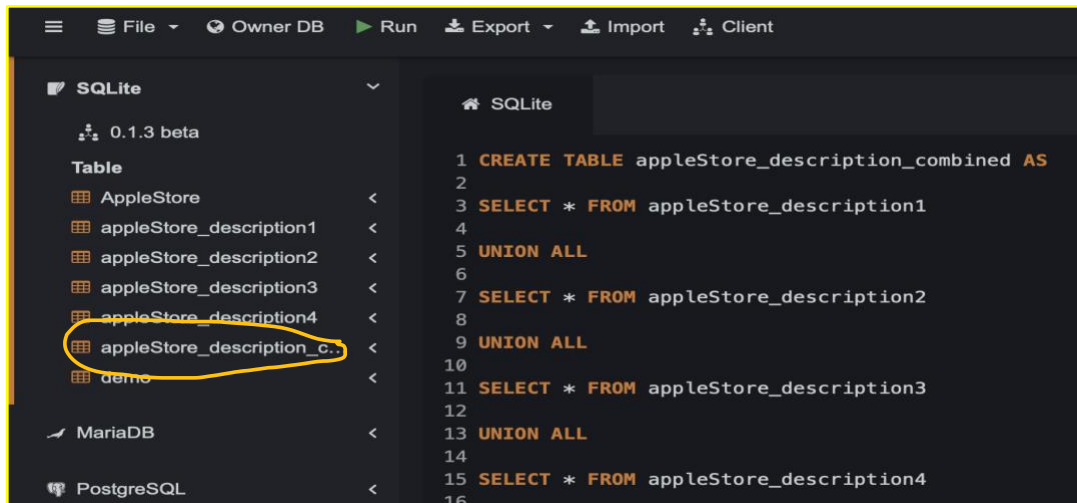 File Owner DB Run Export Import Client
SQLite
0.1.3 beta
Table
AppleStore
appleStore_description1
appleStore_description2
appleStore_description3
appleStore_description4
appleStore_description_c..
demo
MariaDB
PostgreSQL
SQLite
1 CREATE TABLE appleStore_description_combined AS
2
3 SELECT * FROM appleStore_description1
4
5 UNION ALL
6
7 SELECT * FROM appleStore_description2
8
9 UNION ALL
10
11 SELECT * FROM appleStore_description3
12
13 UNION ALL
14
15 SELECT * FROM appleStore_description4
16